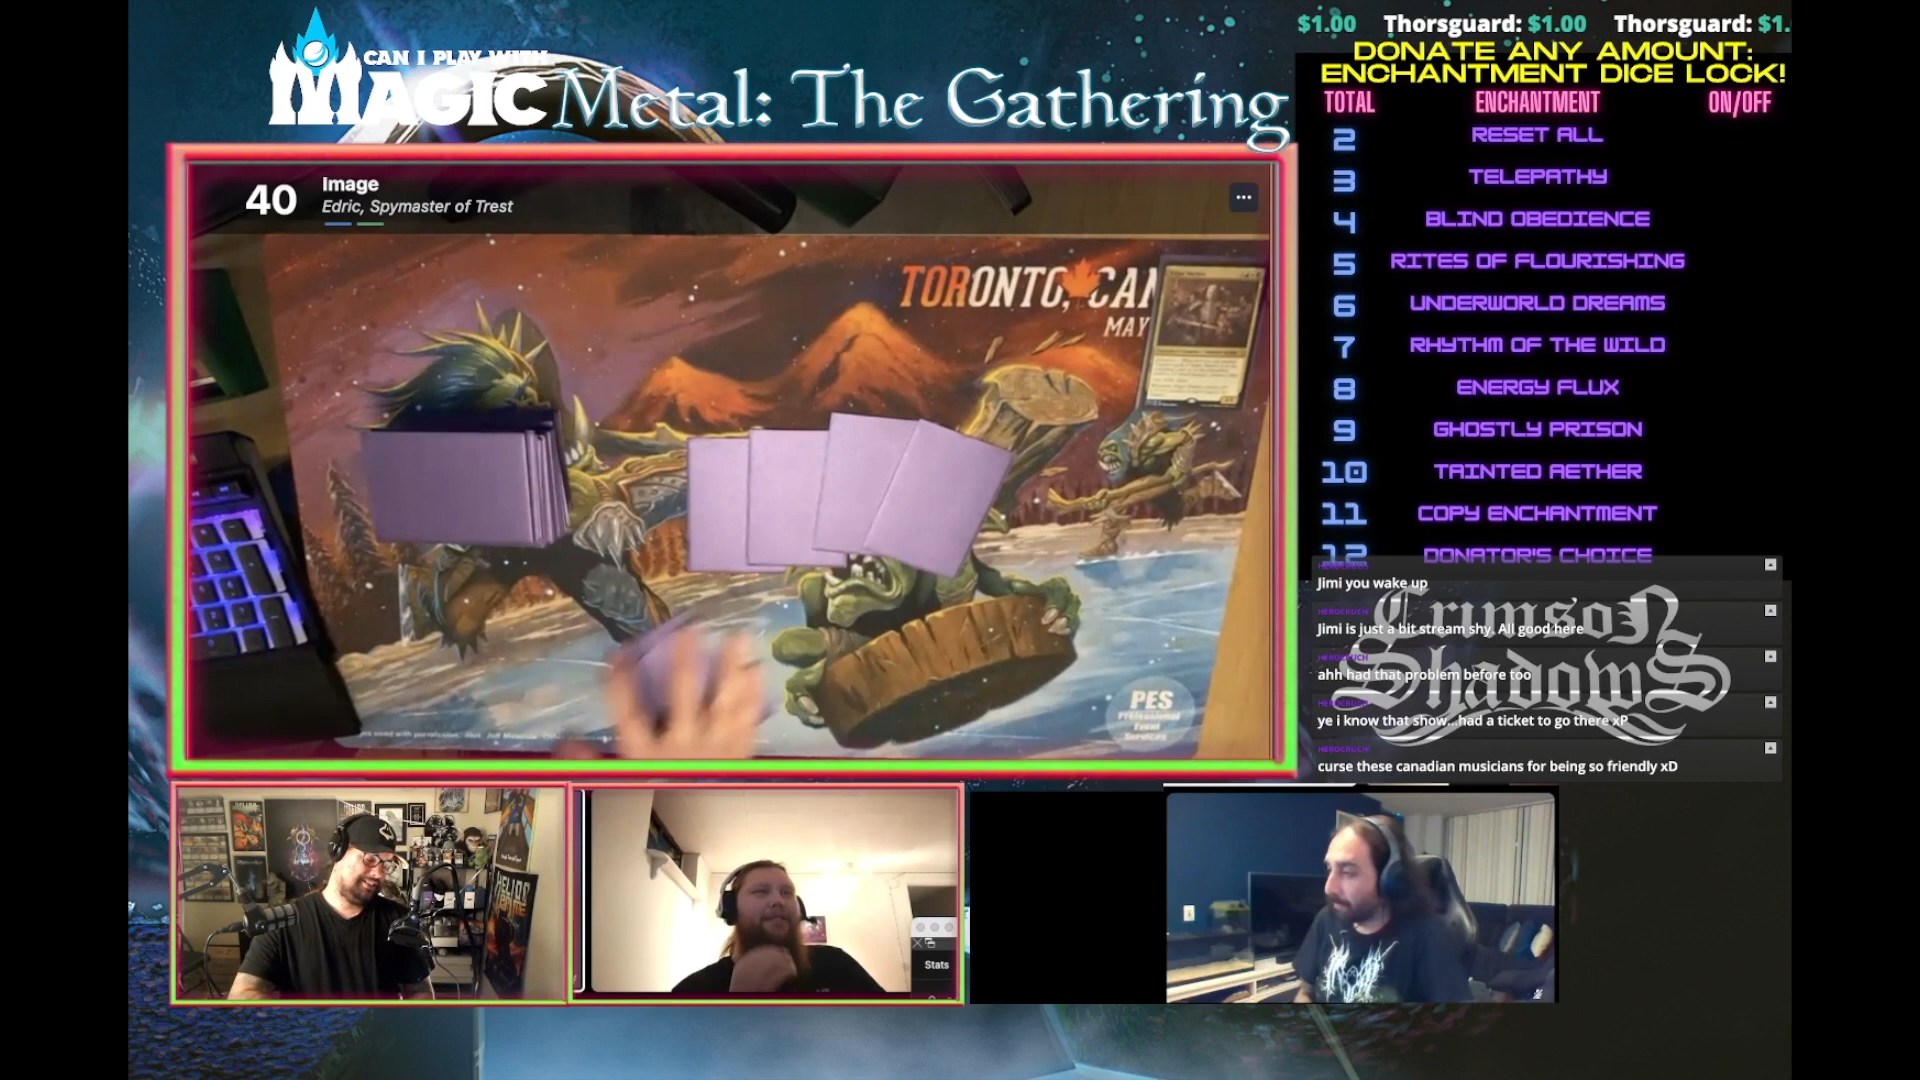 CAN I PLAY WITH
MAGIC
Metal: The Gathering
$1.00 Thorsguard: $1.00 Thorsguard: $1.
DONATE ANY AMOUNT:
ENCHANTMENT DICE LOCK!
TOTAL ENCHANTMENT ON/OFF
2 RESET ALL
3 TELEPATHY
4 BLIND OBEDIENCE
5 RITES OF FLOURISHING
6 UNDERWORLD DREAMS
7 RHYTHM OF THE WILD
8 ENERGY FLUX
9 GHOSTLY PRISON
10 TAINTED AETHER
11 COPY ENCHANTMENT
12 DONATOR'S CHOICE
40 Image
Edric, Spymaster of Trest
TORONTO, CAN
MAY
PES
Professional
Event
Services
Jimi you wake up
Jimi is just a bit stream shy. All good here
ahh had that problem before too
ye i know that show...had a ticket to go there xP
curse these canadian musicians for being so friendly xD
Crimson
Shadows
HELION
PRIME
Stats